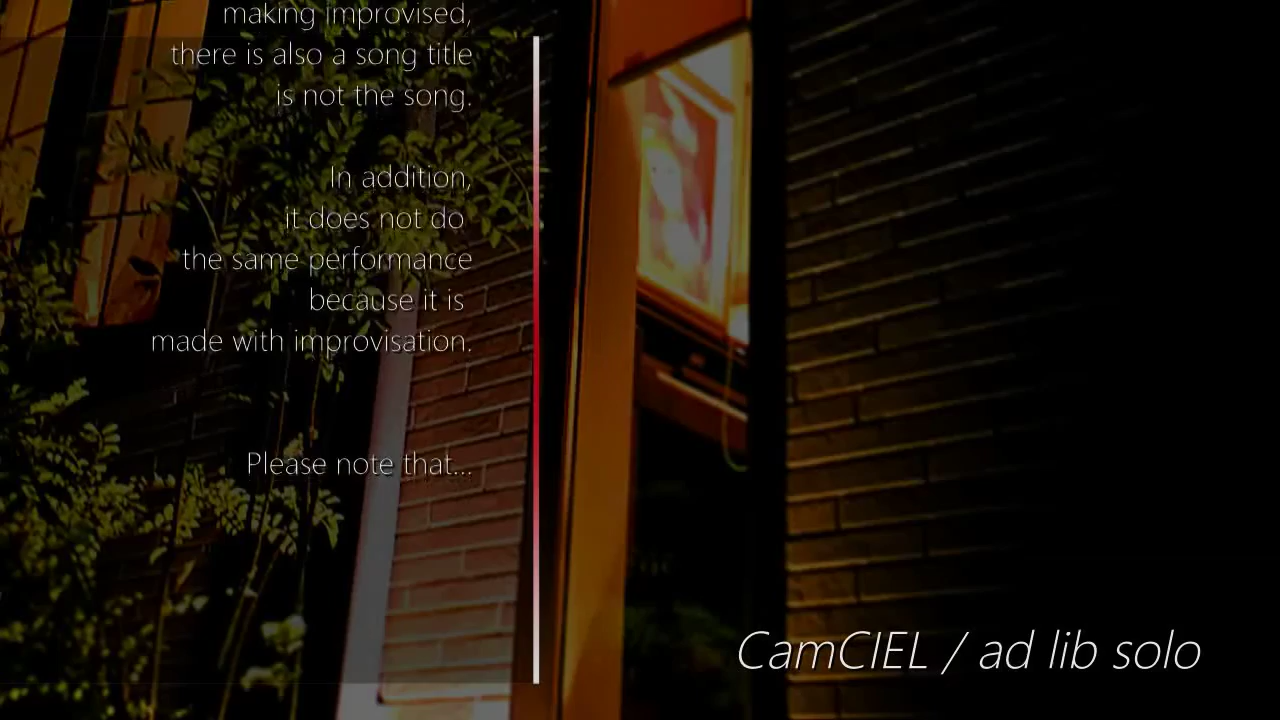 making improvised,
there is also a song title
is not the song.
In addition,
it does not do
the same performance
because it is
made with improvisation.
Please note that...
CamCIEL / ad lib solo